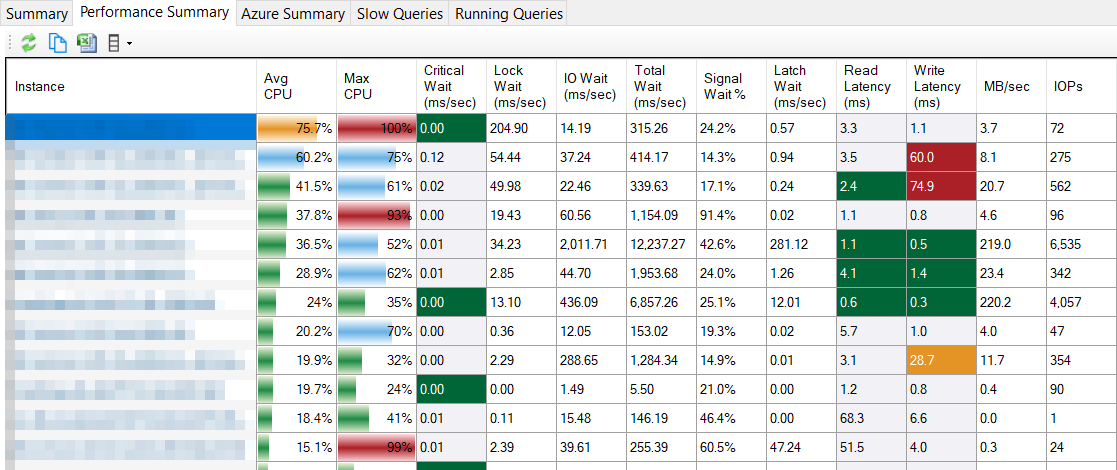 Summary Performance Summary Azure Summary Slow Queries Running Queries
Instance Avg CPU Max CPU Critical Wait (ms/sec) Lock Wait (ms/sec) IO Wait (ms/sec) Total Wait (ms/sec) Signal Wait % Latch Wait (ms/sec) Read Latency (ms) Write Latency (ms) MB/sec IOPs
75.7% 100% 0.00 204.90 14.19 315.26 24.2% 0.57 3.3 1.1 3.7 72
60.2% 75% 0.12 54.44 37.24 414.17 14.3% 0.94 3.5 60.0 8.1 275
41.5% 61% 0.02 49.98 22.46 339.63 17.1% 0.24 2.4 74.9 20.7 562
37.8% 93% 0.00 19.43 60.56 1,154.09 91.4% 0.02 1.1 0.8 4.6 96
36.5% 52% 0.01 34.23 2,011.71 12,237.27 42.6% 281.12 1.1 0.5 219.0 6,535
28.9% 62% 0.01 2.85 44.70 1,953.68 24.0% 1.26 4.1 1.4 23.4 342
24% 35% 0.00 13.10 436.09 6,857.26 25.1% 12.01 0.6 0.3 220.2 4,057
20.2% 70% 0.00 0.36 12.05 153.02 19.3% 0.02 5.7 1.0 4.0 47
19.9% 32% 0.00 2.29 288.65 1,284.34 14.9% 0.01 3.1 28.7 11.7 354
19.7% 24% 0.00 0.00 1.49 5.50 21.0% 0.00 1.2 0.8 0.4 90
18.4% 41% 0.01 0.11 15.48 146.19 46.4% 0.00 68.3 6.6 0.0 1
15.1% 99% 0.01 2.39 39.61 255.39 60.5% 47.24 51.5 4.0 0.3 24